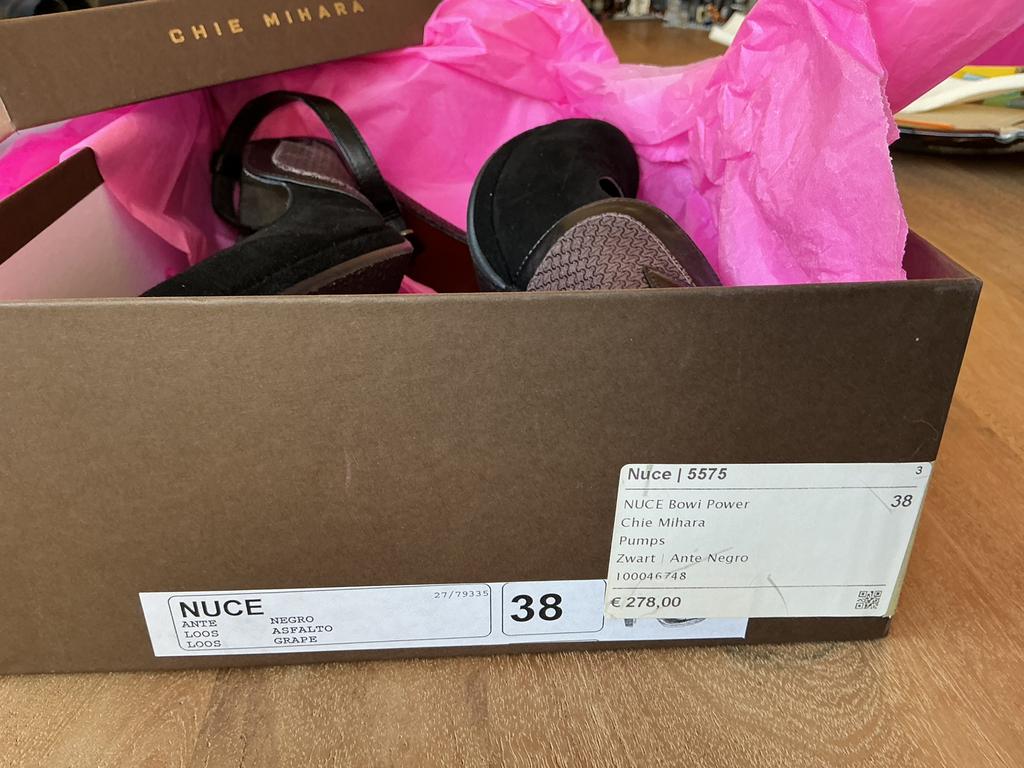 CHIE MIHARA
Nuce | 5575 3
NUCE Bowi Power 38
Chie Mihara
Pumps
Zwart | Ante Negro
100046748
€ 278,00
NUCE 27/79335 38
ANTE NEGRO
LOOS ASFALTO
LOOS GRAPE